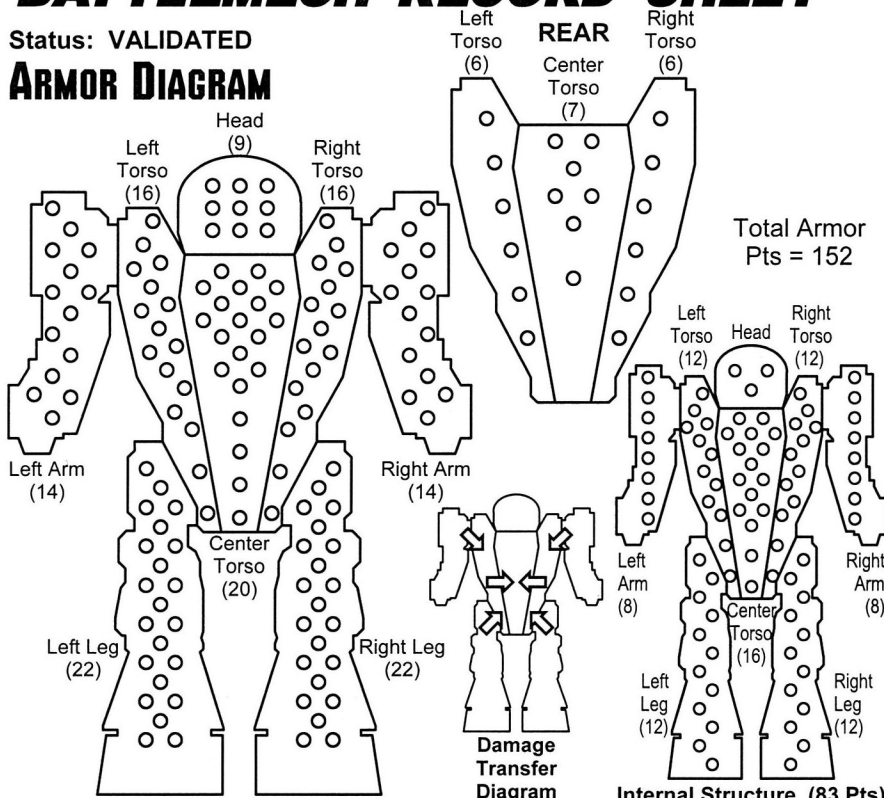 BATTLEMECH RECORD SHEET
Status: VALIDATED
ARMOR DIAGRAM
Head
(9)
Left
Torso
(16)
Right
Torso
(16)
Left Arm
(14)
Right Arm
(14)
Center
Torso
(20)
Left Leg
(22)
Right Leg
(22)
REAR
Left
Torso
(6)
Center
Torso
(7)
Right
Torso
(6)
Total Armor
Pts = 152
Damage
Transfer
Diagram
Left
Torso
(12)
Head
Right
Torso
(12)
Left
Arm
(8)
Right
Arm
(8)
Center
Torso
(16)
Left
Leg
(12)
Right
Leg
(12)
Internal Structure (83 Pts)